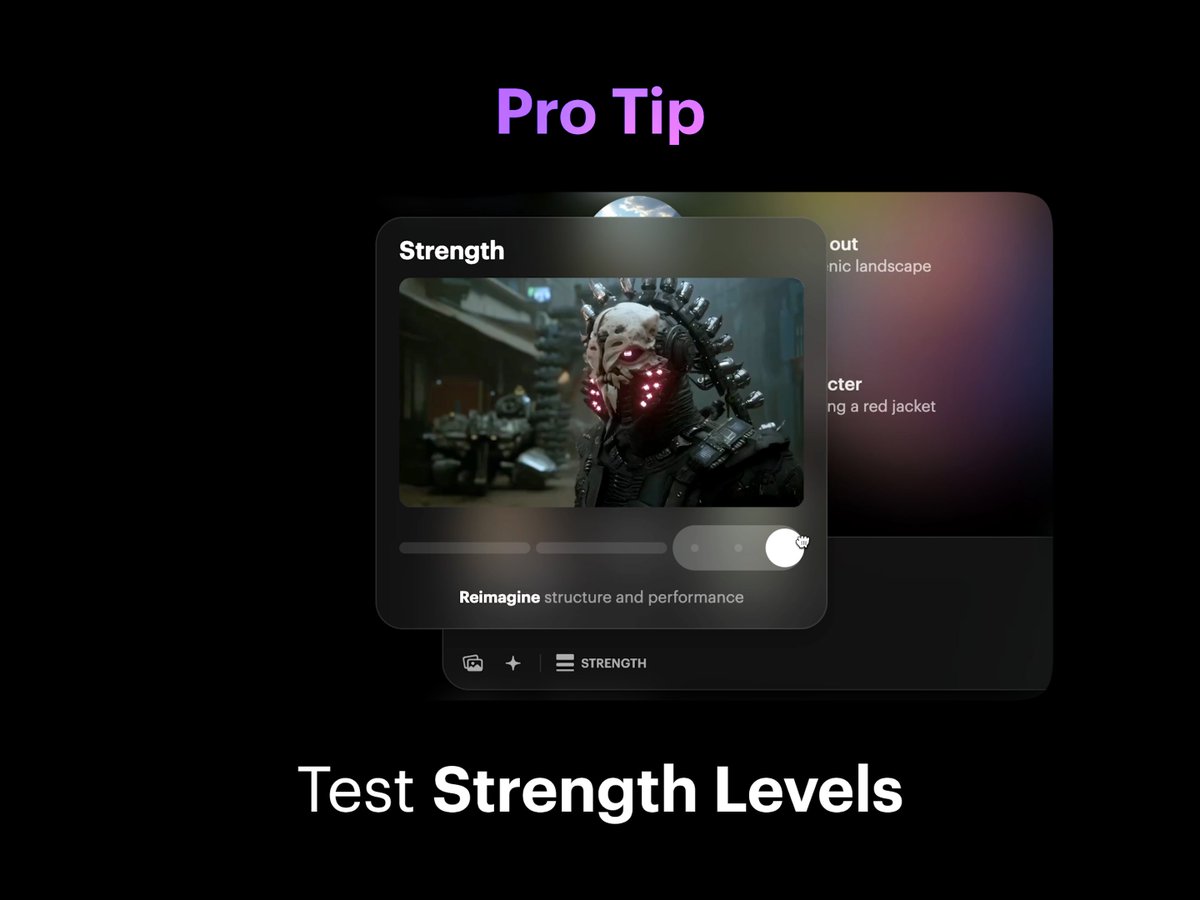 Pro Tip
Strength
out
nic landscape
cter
ng a red jacket
Reimagine structure and performance
STRENGTH
Test Strength Levels